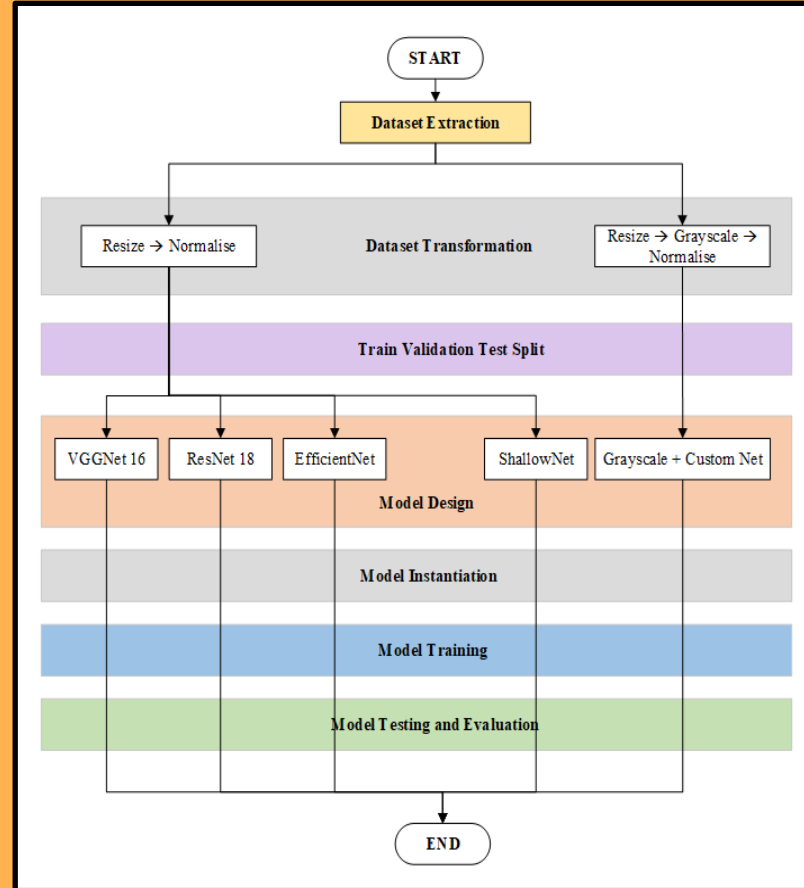 START
Dataset Extraction
Resize → Normalise
Dataset Transformation
Resize → Grayscale →
Normalise
Train Validation Test Split
VGGNet 16
ResNet 18
EfficientNet
ShallowNet
Grayscale + Custom Net
Model Design
Model Instantiation
Model Training
Model Testing and Evaluation
END